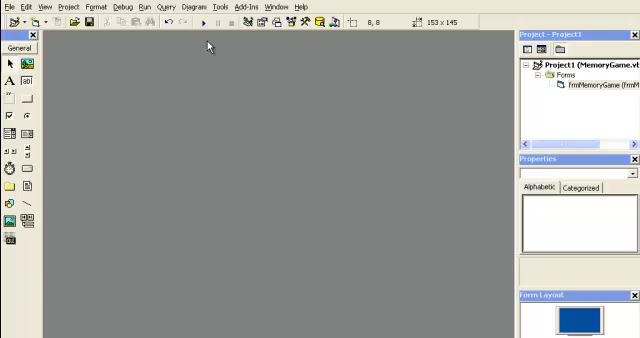 File Edit View Project Format Debug Run Query Diagram Tools Add-Ins Window Help
8, 8
153 x 145
General
A
ab
Project - Project1
Project1 (MemoryGame.vb
Forms
frmMemoryGame (frmM
Properties
Alphabetic
Categorized
Form Layout